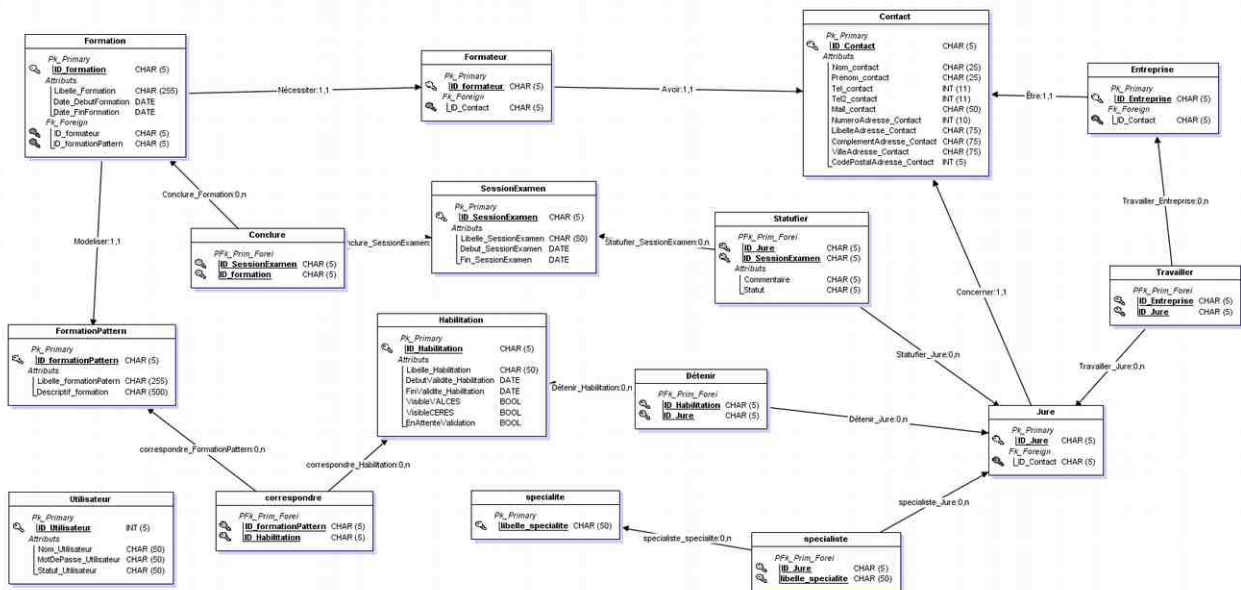 Formation
Pk_Primary
ID_formation CHAR (5)
Attributs
Libelle_Formation CHAR (255)
Date_DebutFormation DATE
Date_FinFormation DATE
Fk_Foreign
ID_formateur CHAR (5)
ID_formationPattern CHAR (5)
Nécessiter:1,1
Formateur
Pk_Primary
ID_formateur CHAR (5)
Fk_Foreign
ID_Contact CHAR (5)
Avoir:1,1
Contact
Pk_Primary
ID_Contact CHAR (5)
Attributs
Nom_contact CHAR (25)
Prenom_contact CHAR (25)
Tel_contact INT (11)
Tel2_contact INT (11)
Mail_contact CHAR (50)
NumeroAdresse_Contact INT (10)
LibelleAdresse_Contact CHAR (75)
ComplementAdresse_Contact CHAR (75)
VilleAdresse_Contact CHAR (75)
CodePostalAdresse_Contact INT (5)
Être:1,1
Entreprise
Pk_Primary
ID_Entreprise CHAR (5)
Fk_Foreign
ID_Contact CHAR (5)
Conclure_Formation:0,n
Modeliser:1,1
Conclure
PFk_Prim_Forei
ID_SessionExamen CHAR (5)
ID_formation CHAR (5)
nclure_SessionExamen:
SessionExamen
Pk_Primary
ID_SessionExamen CHAR (5)
Attributs
Libelle_SessionExamen CHAR (50)
Debut_SessionExamen DATE
Fin_SessionExamen DATE
Statufier_SessionExamen:0,n
Statufier
PFk_Prim_Forei
ID_Jure CHAR (5)
ID_SessionExamen CHAR (5)
Attributs
Commentaire CHAR (5)
Statut CHAR (5)
Concerner:1,1
Travailler_Entreprise:0,n
Travailler
PFk_Prim_Forei
ID_Entreprise CHAR (5)
ID_Jure CHAR (5)
Statufier_Jure:0,n
Travailler_Jure:0,n
FormationPattern
Pk_Primary
ID_formationPattern CHAR (5)
Attributs
Libelle_formationPatern CHAR (255)
Descriptif_formation CHAR (500)
Habilitation
Pk_Primary
ID_Habilitation CHAR (5)
Attributs
Libelle_Habilitation CHAR (50)
DebutValidite_Habilitation DATE
FinValidite_Habilitation DATE
VisibleVALCES BOOL
VisibleCERES BOOL
EnAttenteValidation BOOL
Détenir_Habilitation:0,n
Détenir
PFk_Prim_Forei
ID_Habilitation CHAR (5)
ID_Jure CHAR (5)
Détenir_Jure:0,n
Jure
Pk_Primary
ID_Jure CHAR (5)
Fk_Foreign
ID_Contact CHAR (5)
correspondre_FormationPattern:0,n
correspondre_Habilitation:0,n
Utilisateur
Pk_Primary
ID_Utilisateur INT (5)
Attributs
Nom_Utilisateur CHAR (50)
MotDePasse_Utilisateur CHAR (50)
Statut_Utilisateur CHAR (50)
correspondre
PFk_Prim_Forei
ID_formationPattern CHAR (5)
ID_Habilitation CHAR (5)
specialite
Pk_Primary
libelle_specialite CHAR (50)
specialiste_specialite:0,n
specialiste_Jure:0,n
specialiste
PFk_Prim_Forei
ID_Jure CHAR (5)
libelle_specialite CHAR (50)